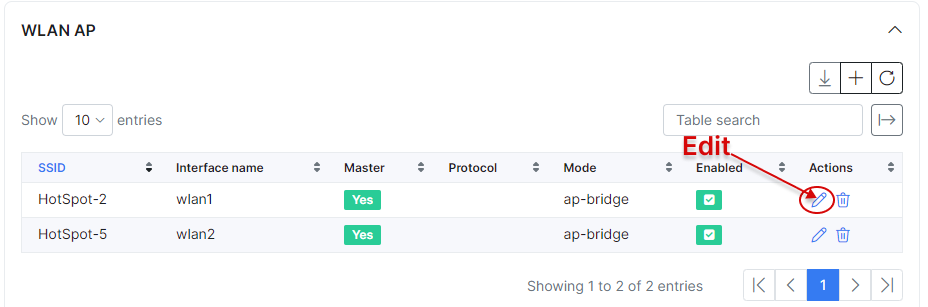 WLAN AP
Show 10 entries
Table search
Edit
SSID Interface name Master Protocol Mode Enabled Actions
HotSpot-2 wlan1 Yes ap-bridge
HotSpot-5 wlan2 Yes ap-bridge
Showing 1 to 2 of 2 entries 1